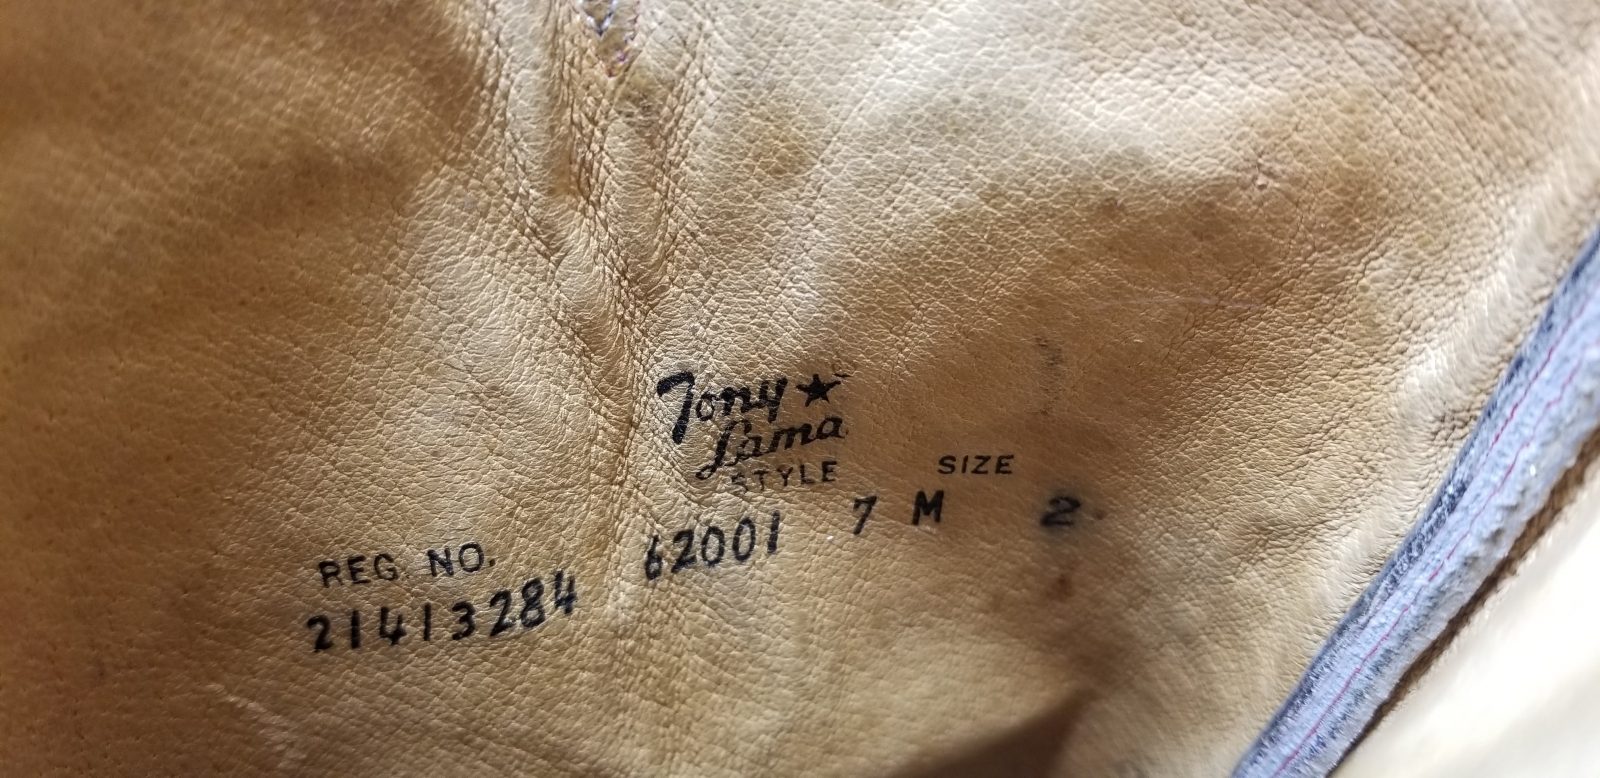 Tony
Lama
STYLE SIZE
62001 7 M 2
REG. NO.
21413284